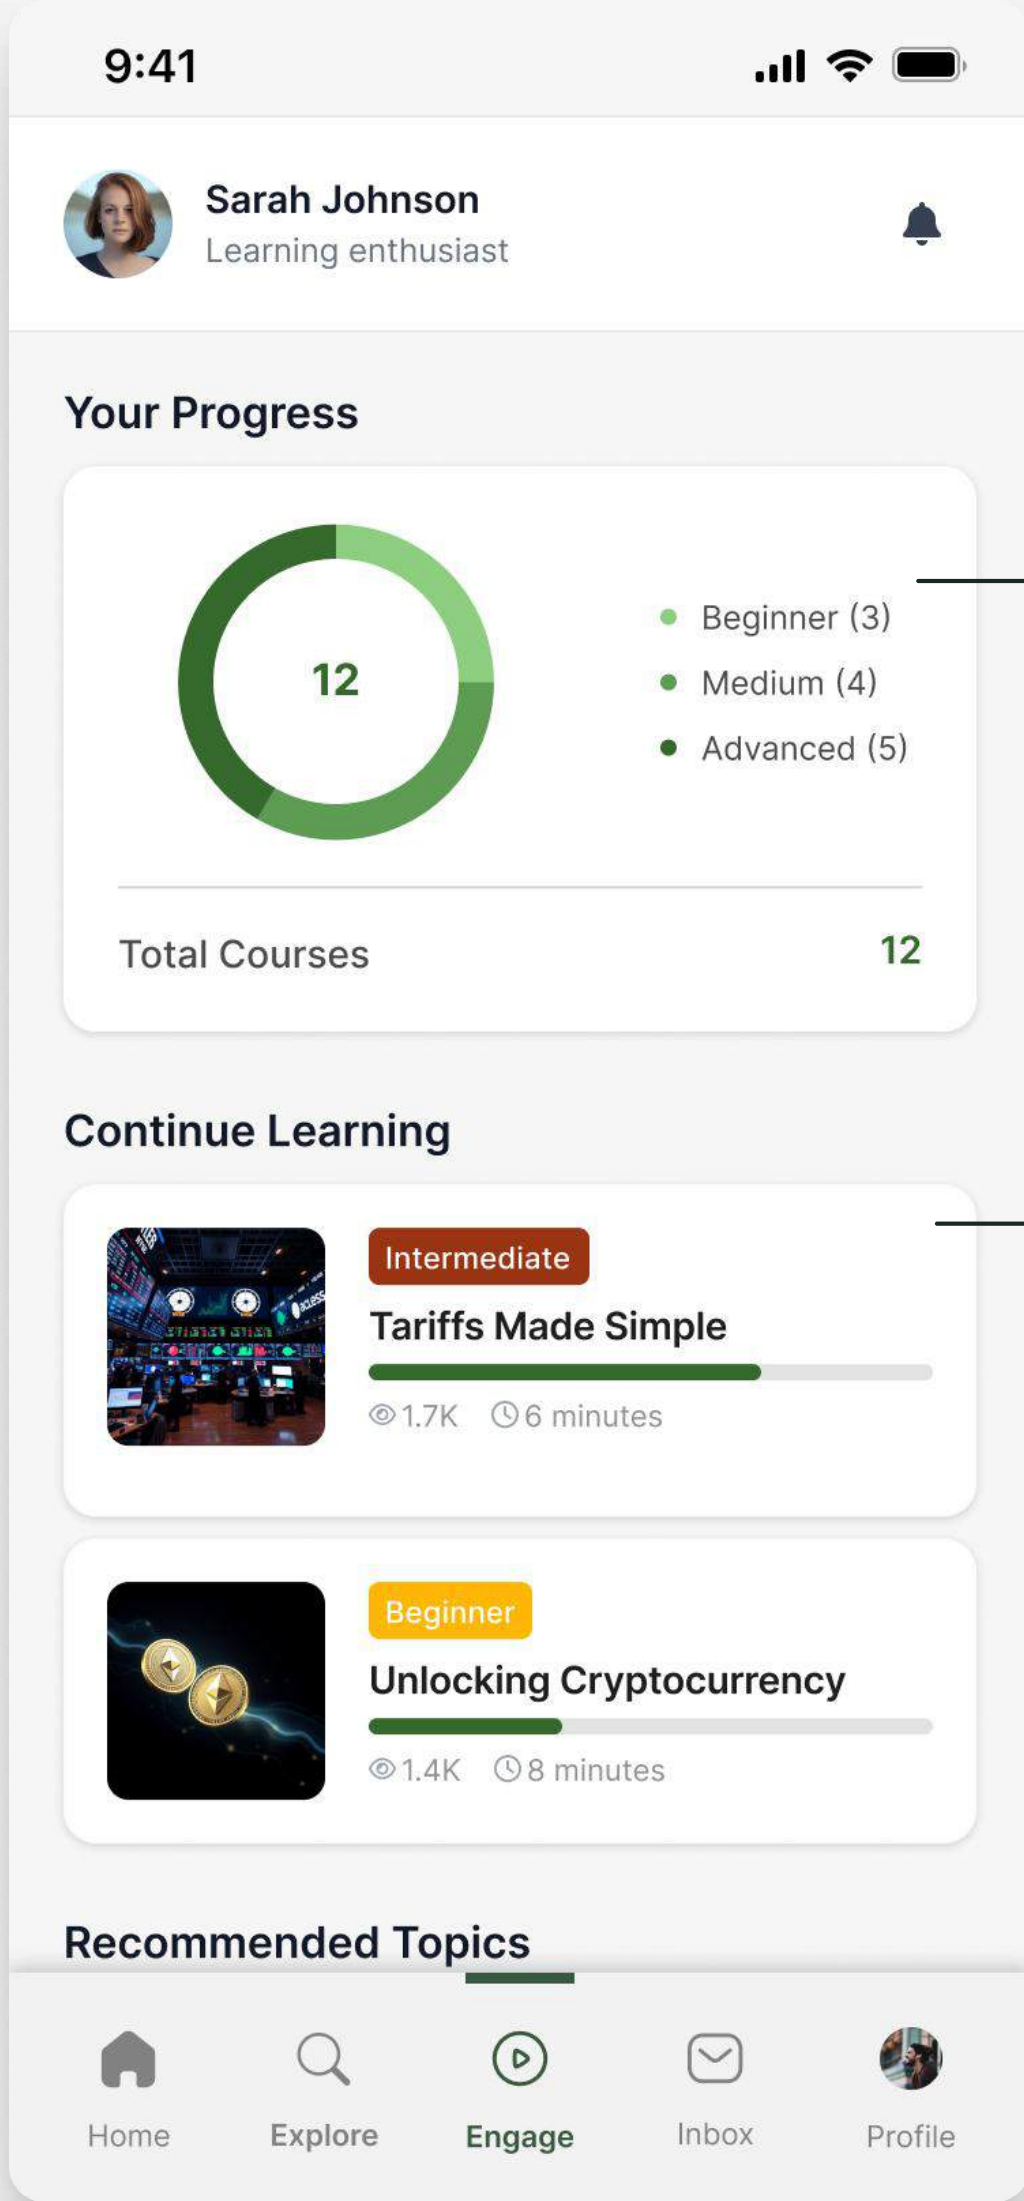 9:41
Sarah Johnson
Learning enthusiast
Your Progress
12
Beginner (3)
Medium (4)
Advanced (5)
Total Courses
12
Continue Learning
Intermediate
Tariffs Made Simple
1.7K 6 minutes
Beginner
Unlocking Cryptocurrency
1.4K 8 minutes
Recommended Topics
Home Explore Engage Inbox Profile